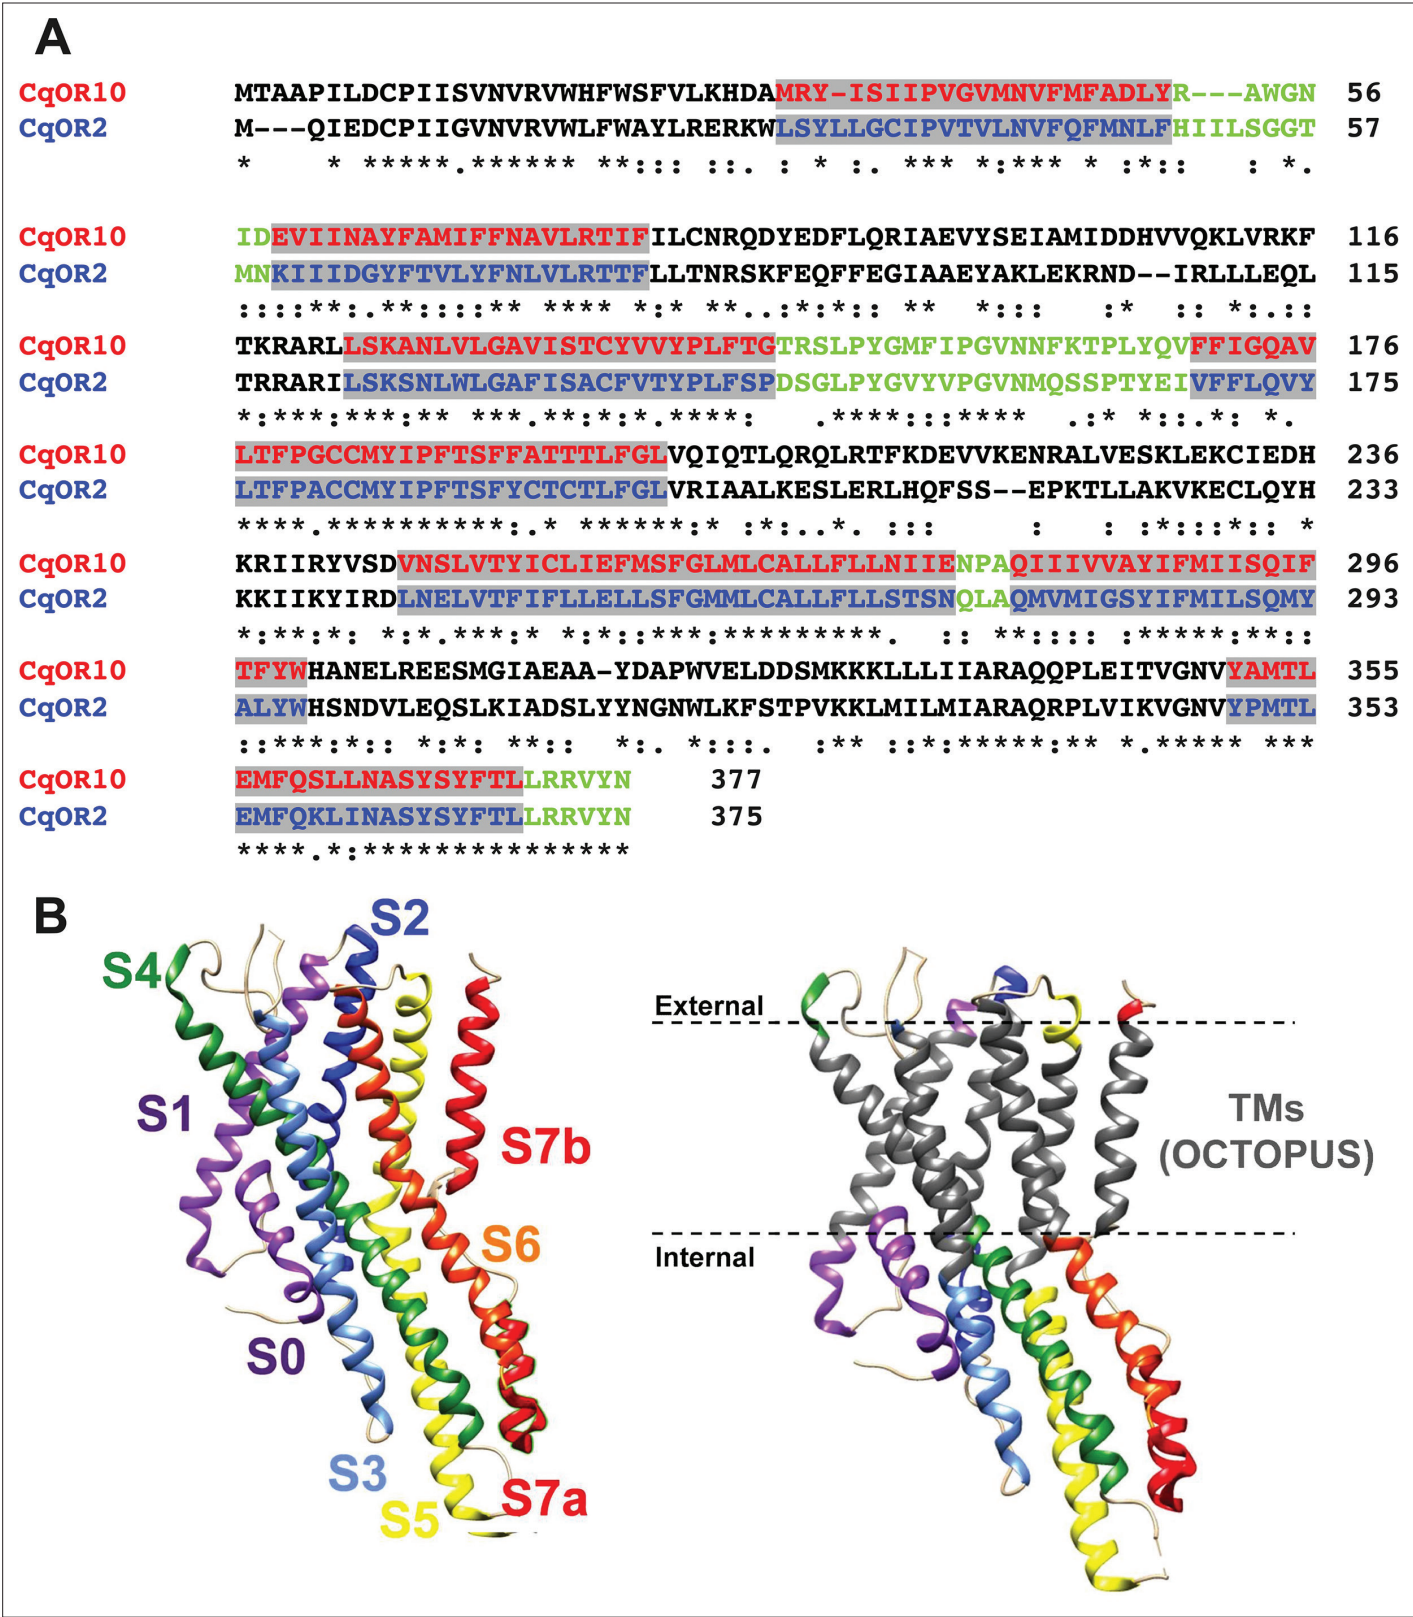 A
CqOR10 MTAAPILDCPIISVNVRVWHFWSFVLKHDAMRY-ISIIPVGVMNVFMFADLYR---AWGN 56
CqOR2 M---QIEDCPIIGVNVRVWLFWAYLRERKWLSYLLGCIPVTVLNVFQFMNLFHIILSGGT 57
* * *****.****** **::: ::. : * :. *** *:*** * :*:: : *.
CqOR10 IDEVIINAYFAMIFFNAVLRTIFILCNRQDYEDFLQRIAEVYSEIAMIDDHVVQKLVRKF 116
CqOR2 MNKIIIDGYFTVLYFNLVLRTTFLLTNRSKFEQFFEGIAAEYAKLEKRND--IRLLLEQL 115
::::**:.**::::** **** *:* **..:*:*:: ** *::: :* :: *:.::
CqOR10 TKRARLLSKANLVLGAVISTCYVVYPLFTGTRSLPYGMFIPGVNNFKTPLYQVFFIGQAV 176
CqOR2 TRRARILSKSNLWLGAFISACFVTYPLFSPDSGLPYGVYVPGVNMQSSPTYEIVFFLQVY 175
*:***:***:** ***.**:*:*.****: .****:::**** .:* *::.*: *.
CqOR10 LTFPGCCMYIPFTSFFATTTLFGLVQIQTLQRQLRTFKDEVVKENRALVESKLEKCIEDH 236
CqOR2 LTFPACCMYIPFTSFYCTCTLFGLVRIAALKESLERLHQFSS--EPKTLLAKVKECLQYH 233
****.**********:.* ******:* :*:..*. ::: : : :*:::*:: *
CqOR10 KRIIRYVSDVNSLVTYICLIEFMSFGLMLCALLFLLNIIENPAQIIIVVAYIFMIISQIF 296
CqOR2 KKIIKYIRDLNELVTFIFLLELLSFGMMLCALLFLLSTSNQLAQMVMIGSYIFMILSQMY 293
*:**:*: *:*.***:* *:*::***:*********. :: **:::: :*****:**::
CqOR10 TFYWHANELREESMGIAEAA-YDAPWVELDDSMKKKLLLIIARAQQPLEITVGNVYAMTL 355
CqOR2 ALYWHSNDVLEQSLKIADSLYYNGNWLKFSTPVKKLMILMIARAQRPLVIKVGNVYPMTL 353
::***:*:: *:*: **:: *:. *:::. :** ::*:*****:** *.***** ***
CqOR10 EMFQSLLNASYSYFTLLRRVYN 377
CqOR2 EMFQKLINASYSYFTLLRRVYN 375
****.*:***************
B
S2
S4
External
S1
TMs
S7b
(OCTOPUS)
S6
Internal
S0
S3
S7a
S5